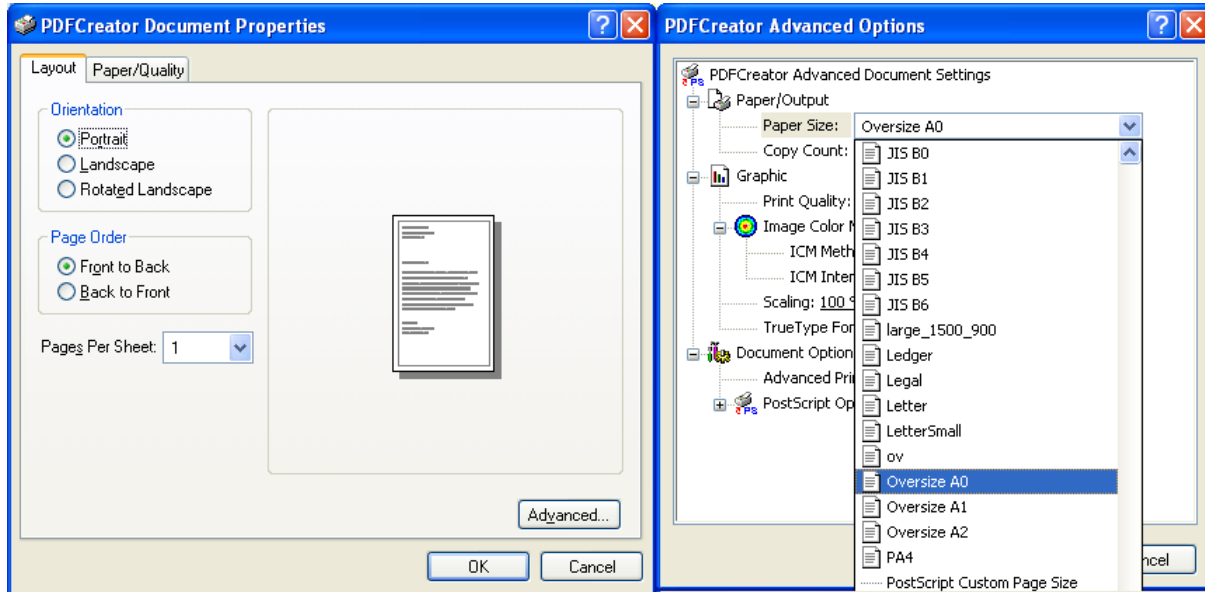 PDFCreator Document Properties
Layout
Paper/Quality
Orientation
Portrait
Landscape
Rotated Landscape
Page Order
Front to Back
Back to Front
Pages Per Sheet: 1
Advanced...
OK
Cancel
PDFCreator Advanced Options
PDFCreator Advanced Document Settings
Paper/Output
Paper Size: Oversize A0
Copy Count:
Graphic
Print Quality:
Image Color M
ICM Meth
ICM Inter
Scaling: 100 %
TrueType For
Document Option
Advanced Pri
PostScript Op
JIS B0
JIS B1
JIS B2
JIS B3
JIS B4
JIS B5
JIS B6
large_1500_900
Ledger
Legal
Letter
LetterSmall
ov
Oversize A0
Oversize A1
Oversize A2
PA4
PostScript Custom Page Size
ncel